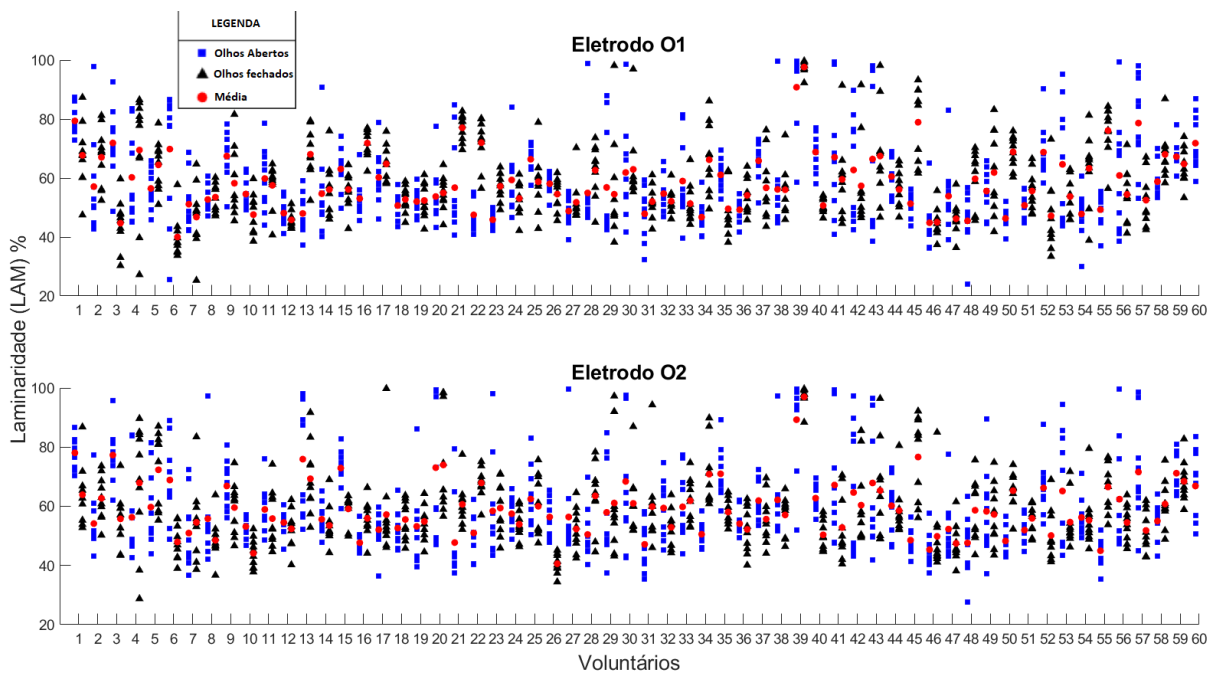 LEGENDA
Olhos Abertos
Olhos fechados
Média
Eletrodo O1
100
80
60
40
20
1 2 3 4 5 6 7 8 9 10 11 12 13 14 15 16 17 18 19 20 21 22 23 24 25 26 27 28 29 30 31 32 33 34 35 36 37 38 39 40 41 42 43 44 45 46 47 48 49 50 51 52 53 54 55 56 57 58 59 60
Laminaridade (LAM) %
Eletrodo O2
100
80
60
40
20
1 2 3 4 5 6 7 8 9 10 11 12 13 14 15 16 17 18 19 20 21 22 23 24 25 26 27 28 29 30 31 32 33 34 35 36 37 38 39 40 41 42 43 44 45 46 47 48 49 50 51 52 53 54 55 56 57 58 59 60
Voluntários